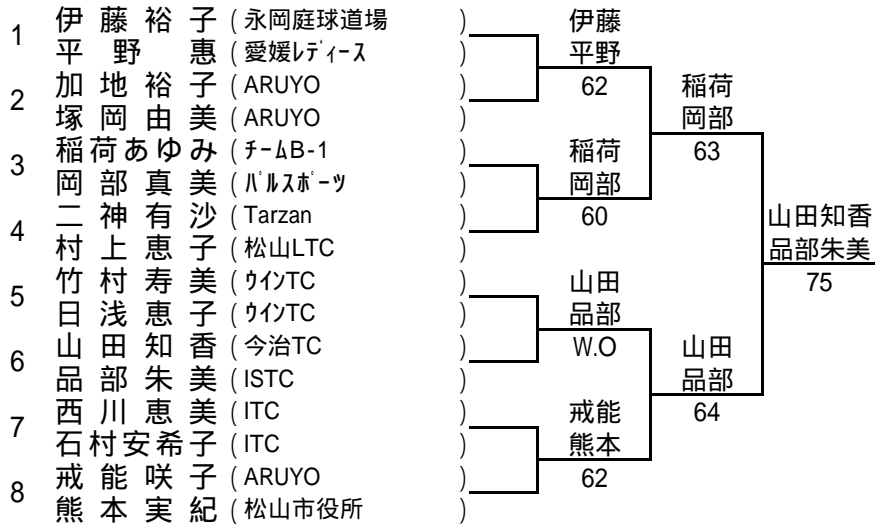 1
伊藤裕子 ( 永岡庭球道場 )
平野 惠 ( 愛媛ﾚﾃﾞｨｰｽ )
2
加地裕子 ( ARUYO )
塚岡由美 ( ARUYO )
3
稲荷あゆみ ( ﾁｰﾑB-1 )
岡部真美 ( ﾊﾟﾙｽﾎﾟｰﾂ )
4
二神有沙 ( Tarzan )
村上恵子 ( 松山LTC )
5
竹村寿美 ( ｳｲﾝTC )
日浅恵子 ( ｳｲﾝTC )
6
山田知香 ( 今治TC )
品部朱美 ( ISTC )
7
西川恵美 ( ITC )
石村安希子 ( ITC )
8
戒能咲子 ( ARUYO )
熊本実紀 ( 松山市役所 )
伊藤
平野
62
稲荷
岡部
60
山田
品部
W.O
戒能
熊本
62
稲荷
岡部
63
山田
品部
64
山田知香
品部朱美
75